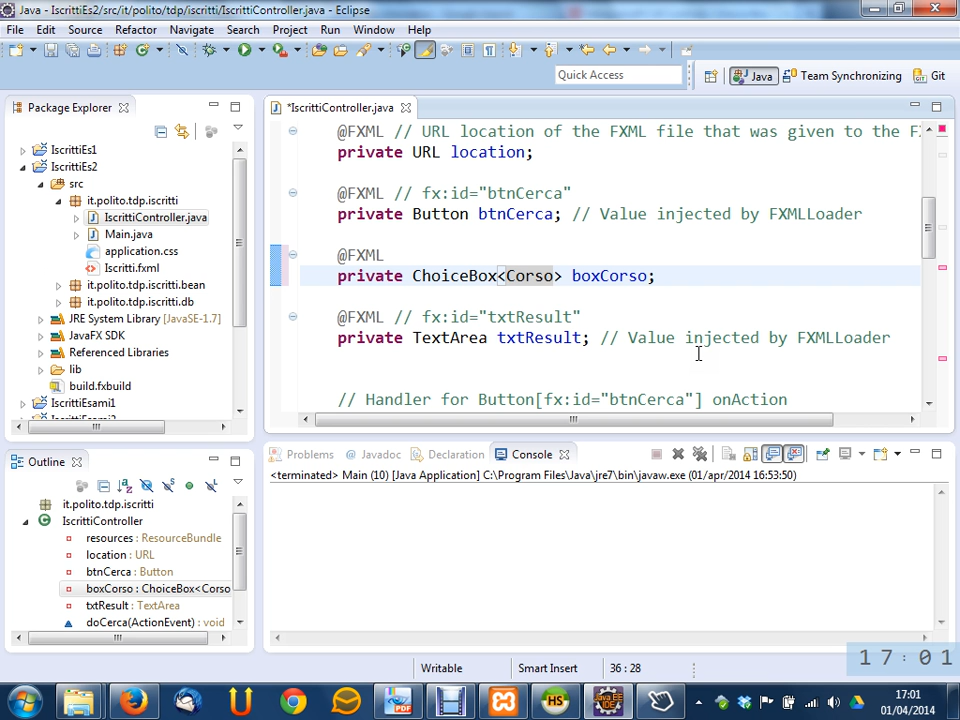 Java - IscrittiEs2/src/it/polito/tdp/iscritti/IscrittiController.java - Eclipse
File Edit Source Refactor Navigate Search Project Run Window Help
Quick Access
Java
Team Synchronizing
Git
Package Explorer
IscrittiEs1
IscrittiEs2
src
it.polito.tdp.iscritti
IscrittiController.java
Main.java
application.css
Iscritti.fxml
it.polito.tdp.iscritti.bean
it.polito.tdp.iscritti.db
JRE System Library [JavaSE-1.7]
JavaFX SDK
Referenced Libraries
lib
build.fxbuild
IscrittiEsami1
IscrittiEsami2
*IscrittiController.java
@FXML // URL location of the FXML file that was given to the F
private URL location;
@FXML // fx:id="btnCerca"
private Button btnCerca; // Value injected by FXMLLoader
@FXML
private ChoiceBox<Corso> boxCorso;
@FXML // fx:id="txtResult"
private TextArea txtResult; // Value injected by FXMLLoader
// Handler for Button[fx:id="btnCerca"] onAction
Outline
it.polito.tdp.iscritti
IscrittiController
resources : ResourceBundle
location : URL
btnCerca : Button
boxCorso : ChoiceBox<Corso
txtResult : TextArea
doCerca(ActionEvent) : void
Problems @ Javadoc Declaration Console
<terminated> Main (10) [Java Application] C:\Program Files\Java\jre7\bin\javaw.exe (01/apr/2014 16:53:50)
Writable
Smart Insert
36 : 28
17:01
PDF
HS
Java EE
IDE
17:01
01/04/2014